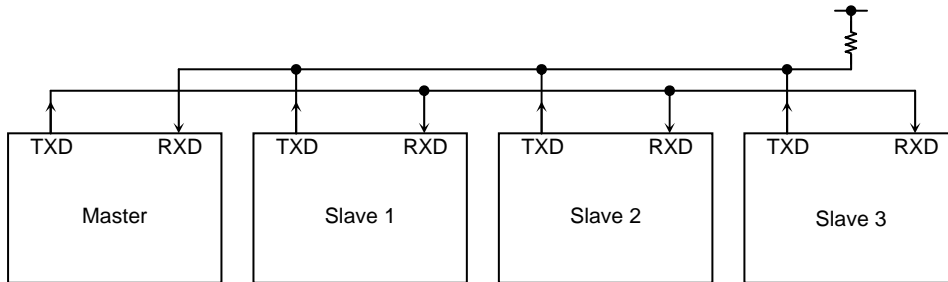 TXD RXD TXD RXD TXD RXD TXD RXD
Master Slave 1 Slave 2 Slave 3